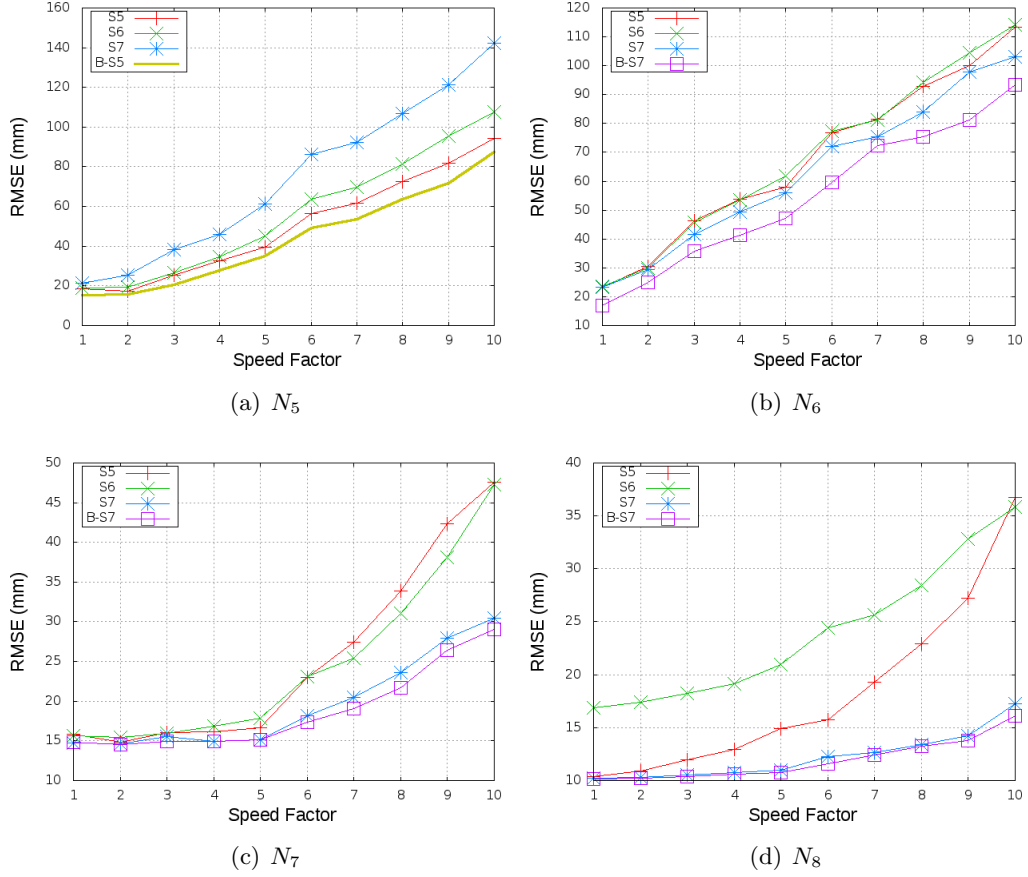 160
140
120
100
80
60
40
20
0
RMSE (mm)
S5
S6
S7
B-S5
1 2 3 4 5 6 7 8 9 10
Speed Factor
(a) N5
120
110
100
90
80
70
60
50
40
30
20
10
RMSE (mm)
S5
S6
S7
B-S7
1 2 3 4 5 6 7 8 9 10
Speed Factor
(b) N6
50
45
40
35
30
25
20
15
10
RMSE (mm)
S5
S6
S7
B-S7
1 2 3 4 5 6 7 8 9 10
Speed Factor
(c) N7
40
35
30
25
20
15
10
RMSE (mm)
S5
S6
S7
B-S7
1 2 3 4 5 6 7 8 9 10
Speed Factor
(d) N8